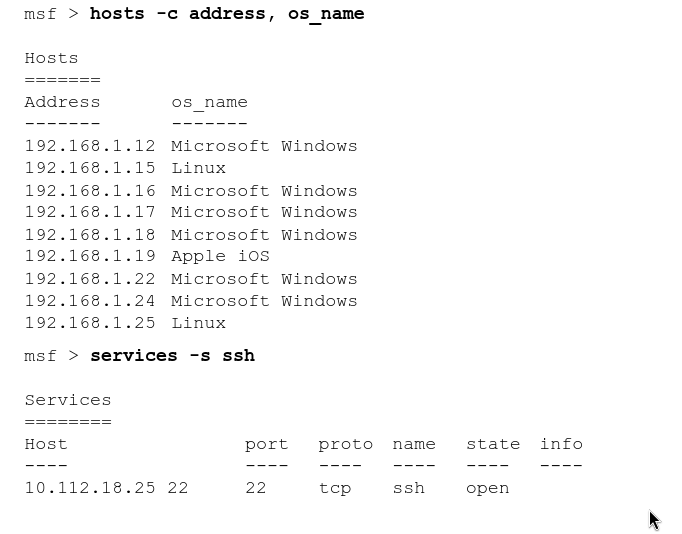 msf > hosts -c address, os_name
Hosts
=======
Address os_name
------- -------
192.168.1.12 Microsoft Windows
192.168.1.15 Linux
192.168.1.16 Microsoft Windows
192.168.1.17 Microsoft Windows
192.168.1.18 Microsoft Windows
192.168.1.19 Apple iOS
192.168.1.22 Microsoft Windows
192.168.1.24 Microsoft Windows
192.168.1.25 Linux
msf > services -s ssh
Services
========
Host port proto name state info
---- ---- ---- ---- ---- ----
10.112.18.25 22 22 tcp ssh open